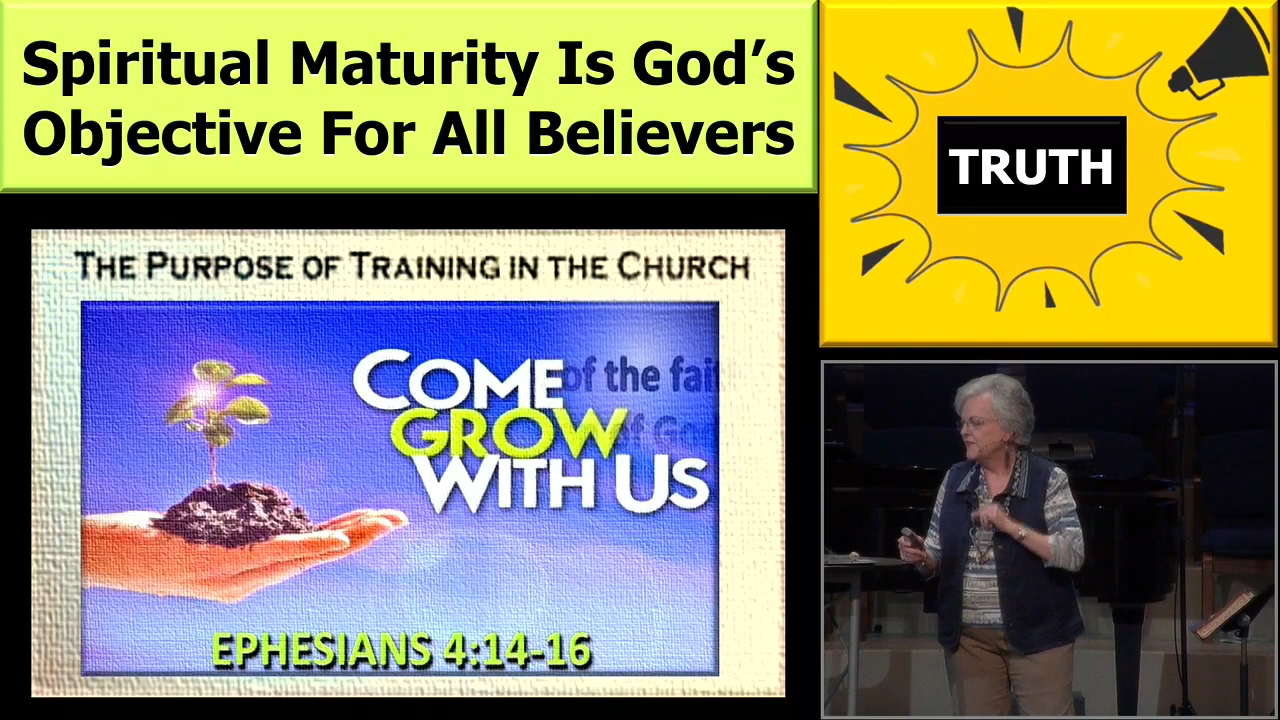 Spiritual Maturity Is God’s
Objective For All Believers
TRUTH
THE PURPOSE OF TRAINING IN THE CHURCH
of the fai
COME
GROW
WITH US
EPHESIANS 4:14-16